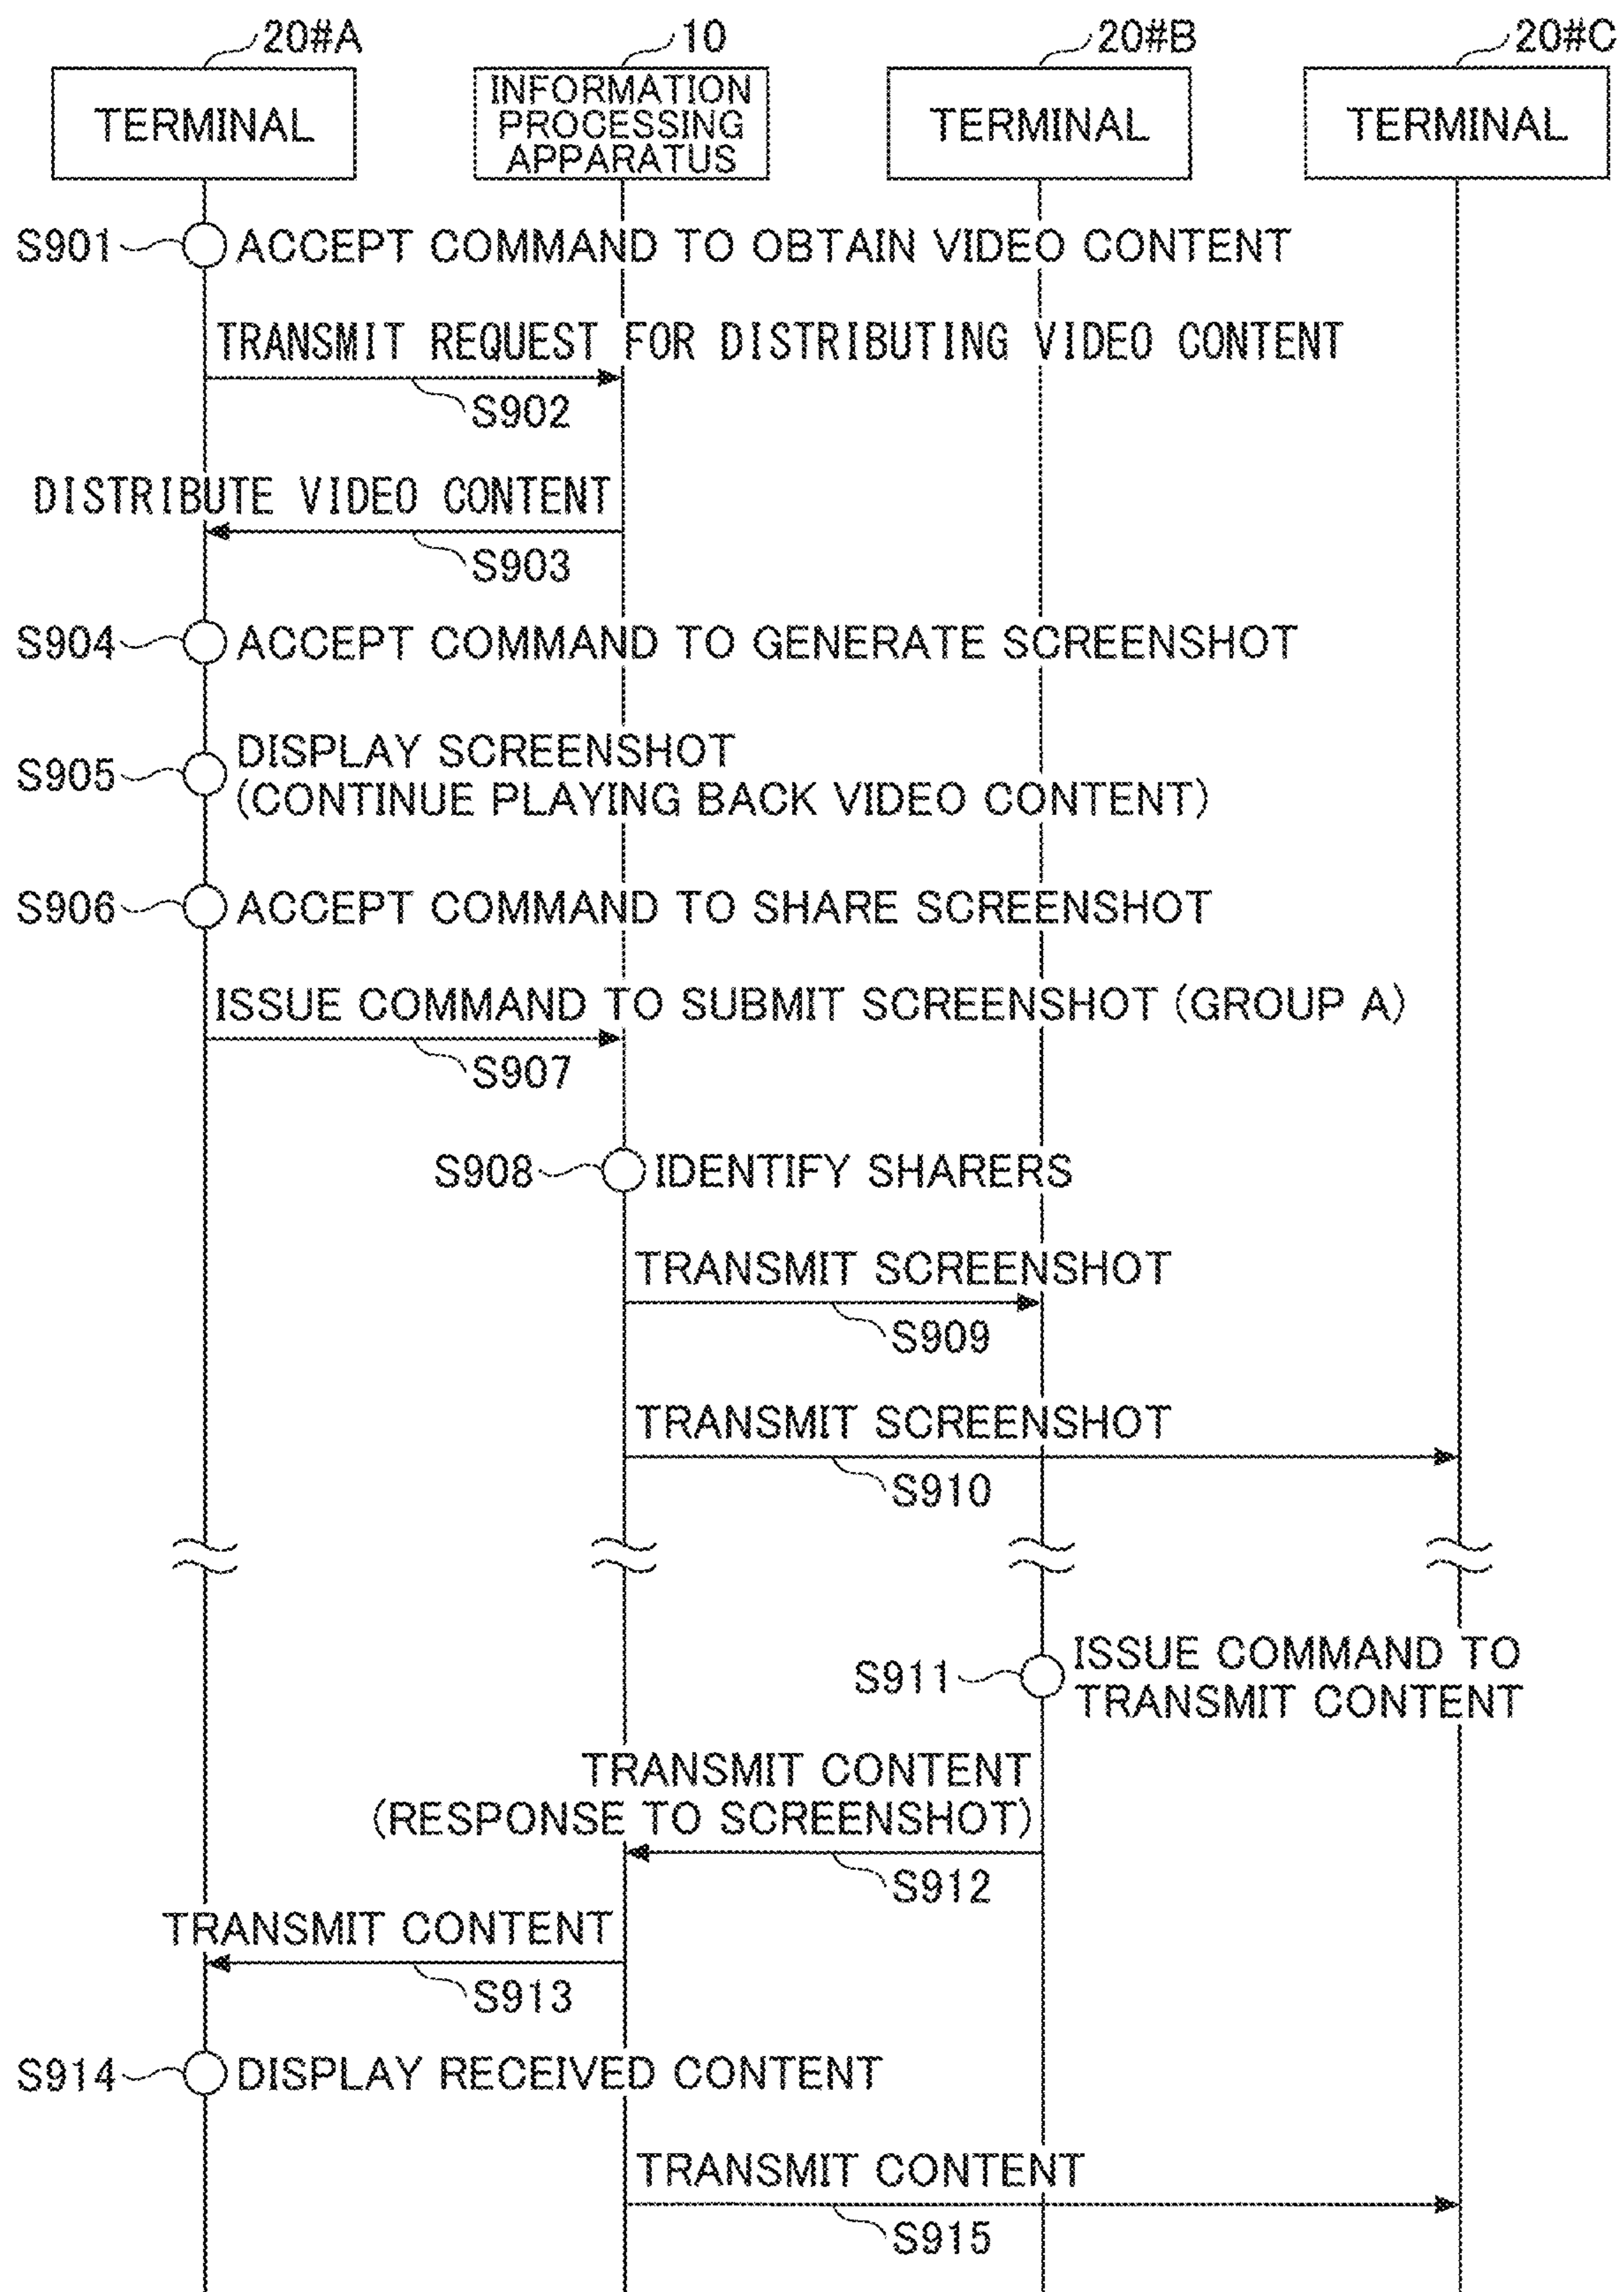 20#A
10
20#B
20#C
TERMINAL
INFORMATION
PROCESSING
APPARATUS
TERMINAL
TERMINAL
S901
ACCEPT COMMAND TO OBTAIN VIDEO CONTENT
TRANSMIT REQUEST FOR DISTRIBUTING VIDEO CONTENT
S902
DISTRIBUTE VIDEO CONTENT
S903
S904
ACCEPT COMMAND TO GENERATE SCREENSHOT
S905
DISPLAY SCREENSHOT
(CONTINUE PLAYING BACK VIDEO CONTENT)
S906
ACCEPT COMMAND TO SHARE SCREENSHOT
ISSUE COMMAND TO SUBMIT SCREENSHOT (GROUP A)
S907
S908
IDENTIFY SHARERS
TRANSMIT SCREENSHOT
S909
TRANSMIT SCREENSHOT
S910
S911
ISSUE COMMAND TO
TRANSMIT CONTENT
TRANSMIT CONTENT
(RESPONSE TO SCREENSHOT)
S912
TRANSMIT CONTENT
S913
S914
DISPLAY RECEIVED CONTENT
TRANSMIT CONTENT
S915